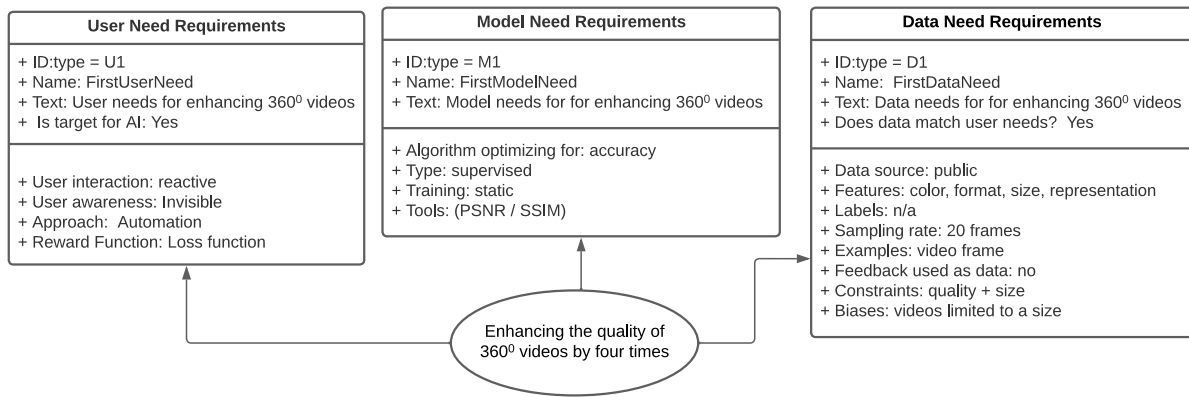 User Need Requirements
+ ID:type = U1
+ Name: FirstUserNeed
+ Text: User needs for enhancing 360⁰ videos
+ Is target for AI: Yes
+ User interaction: reactive
+ User awareness: Invisible
+ Approach: Automation
+ Reward Function: Loss function
Model Need Requirements
+ ID:type = M1
+ Name: FirstModelNeed
+ Text: Model needs for for enhancing 360⁰ videos
+ Algorithm optimizing for: accuracy
+ Type: supervised
+ Training: static
+ Tools: (PSNR / SSIM)
Data Need Requirements
+ ID:type = D1
+ Name: FirstDataNeed
+ Text: Data needs for for enhancing 360⁰ videos
+ Does data match user needs? Yes
+ Data source: public
+ Features: color, format, size, representation
+ Labels: n/a
+ Sampling rate: 20 frames
+ Examples: video frame
+ Feedback used as data: no
+ Constraints: quality + size
+ Biases: videos limited to a size
Enhancing the quality of
360⁰ videos by four times